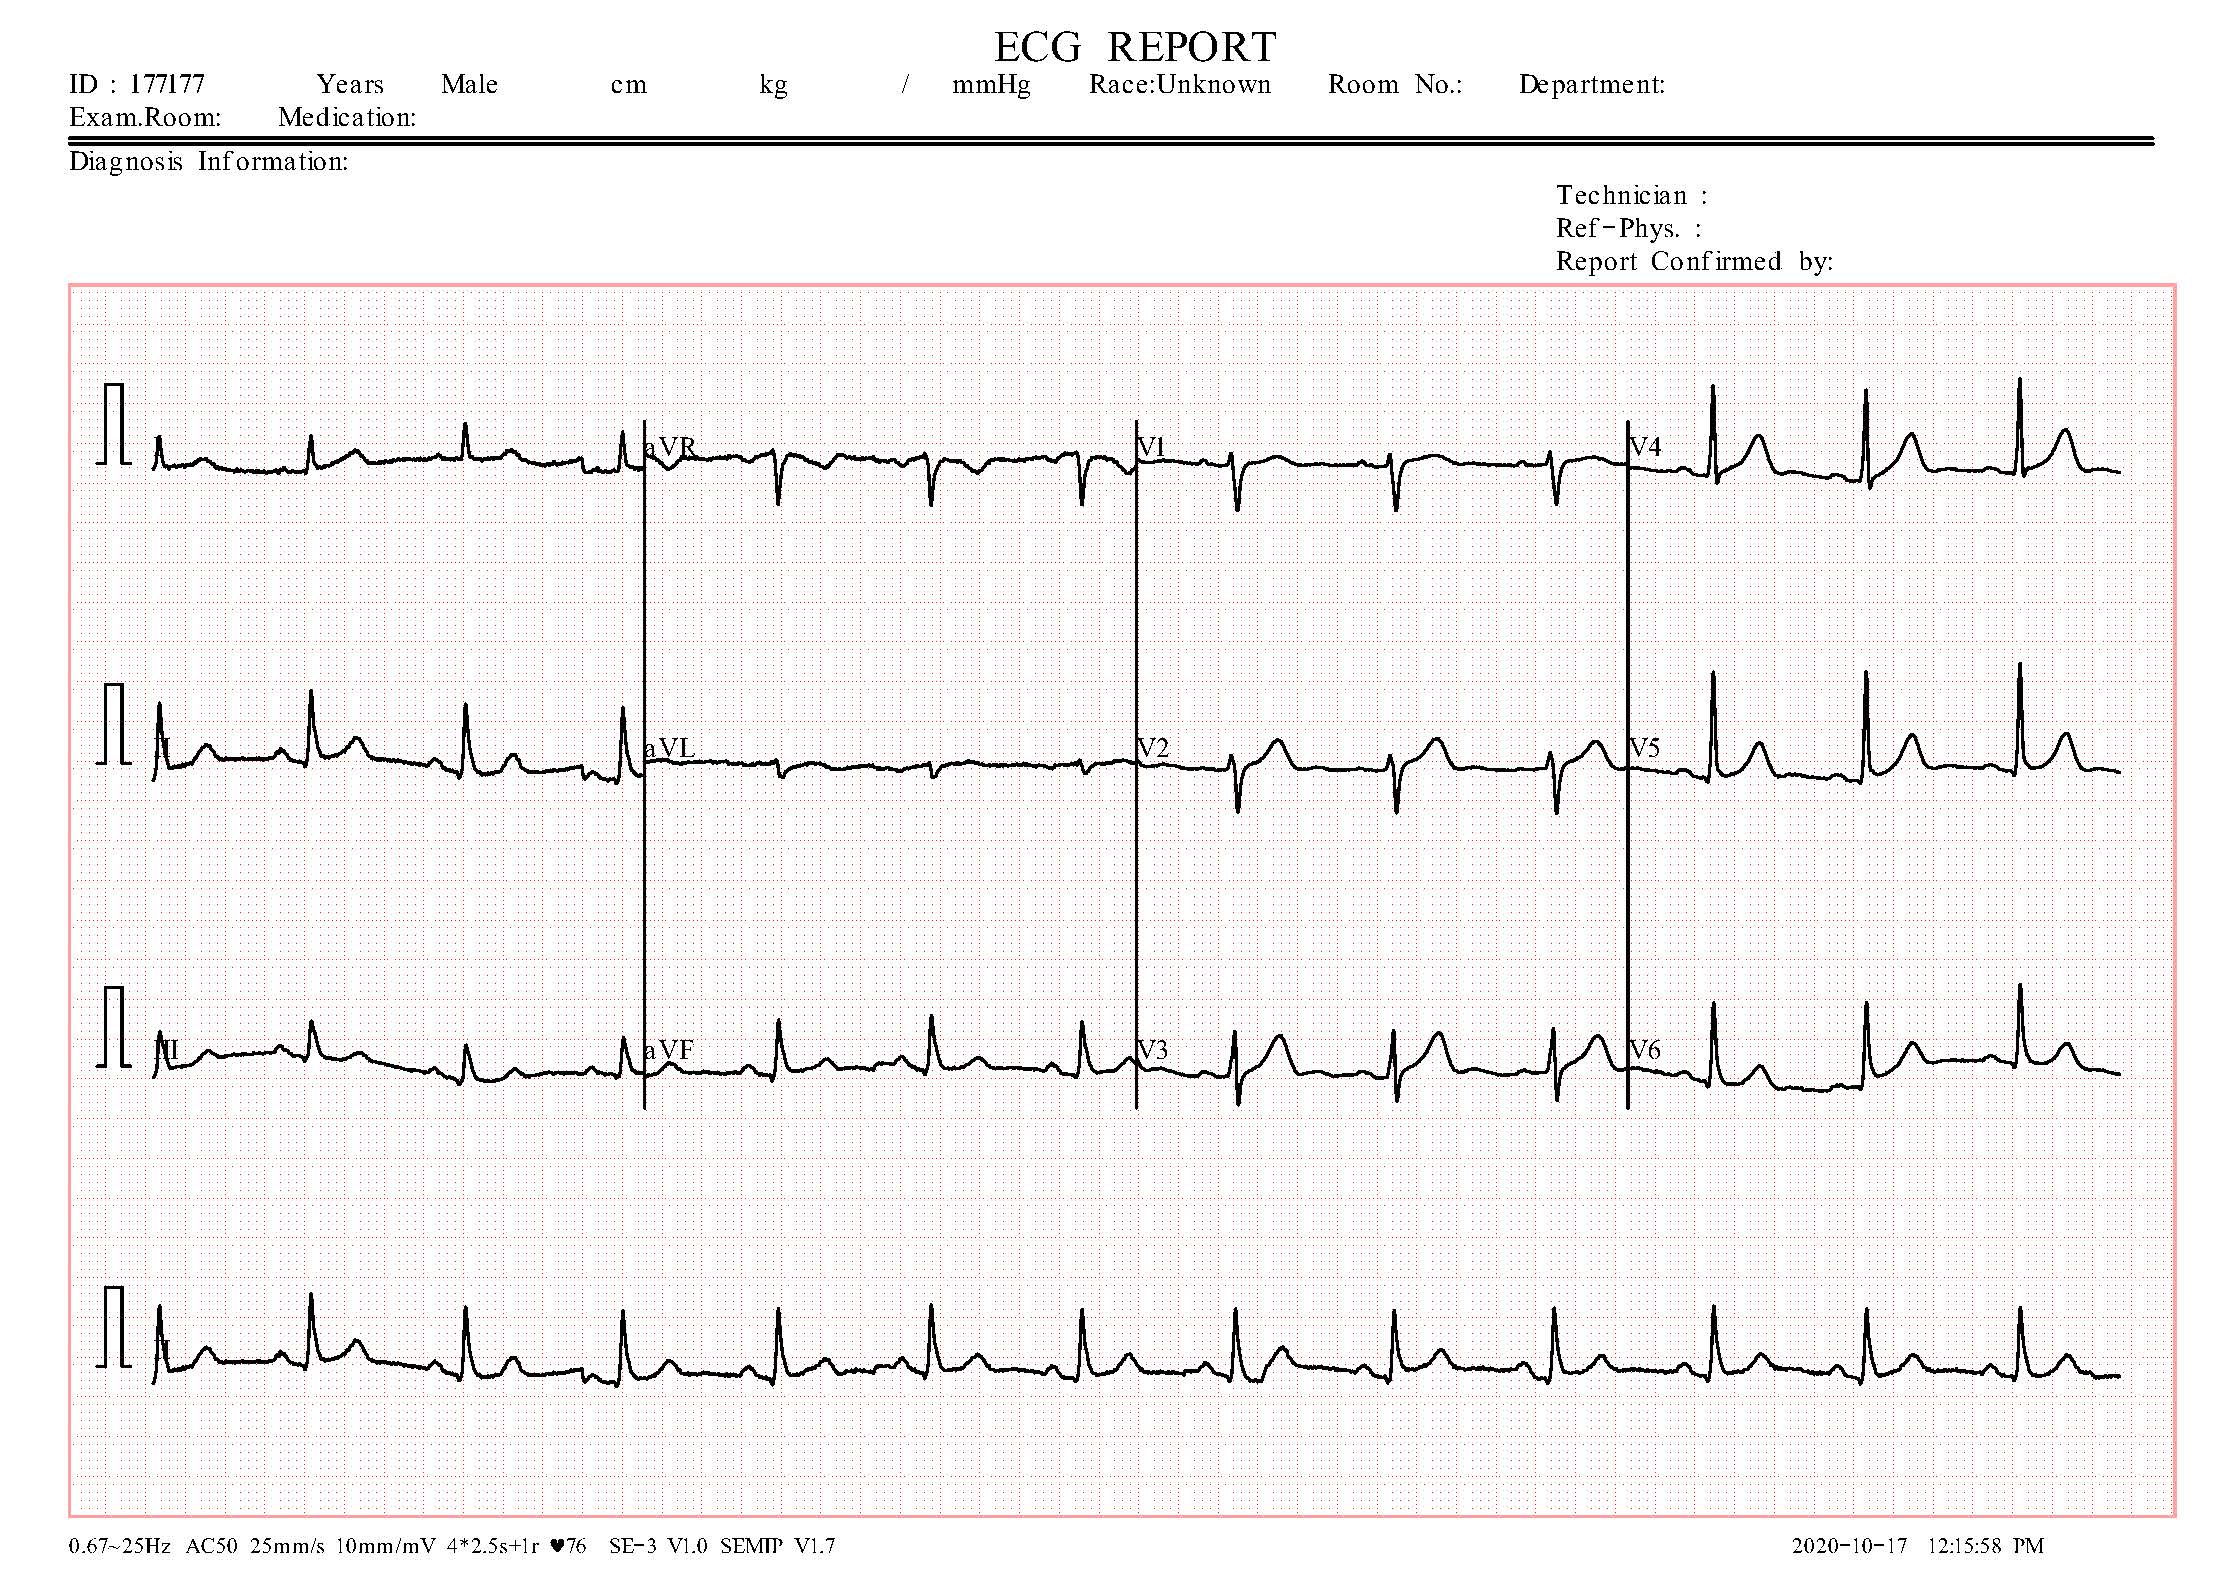 ECG REPORT
ID : 177177 Years Male cm kg / mmHg Race:Unknown Room No.: Department:
Exam.Room: Medication:
Diagnosis Information:
Technician :
Ref-Phys. :
Report Confirmed by:
aVR V1 V4
II aVL V2 V5
III aVF V3 V6
II
0.67~25Hz AC50 25mm/s 10mm/mV 4*2.5s+1r ♥76 SE-3 V1.0 SEMIP V1.7 2020-10-17 12:15:58 PM